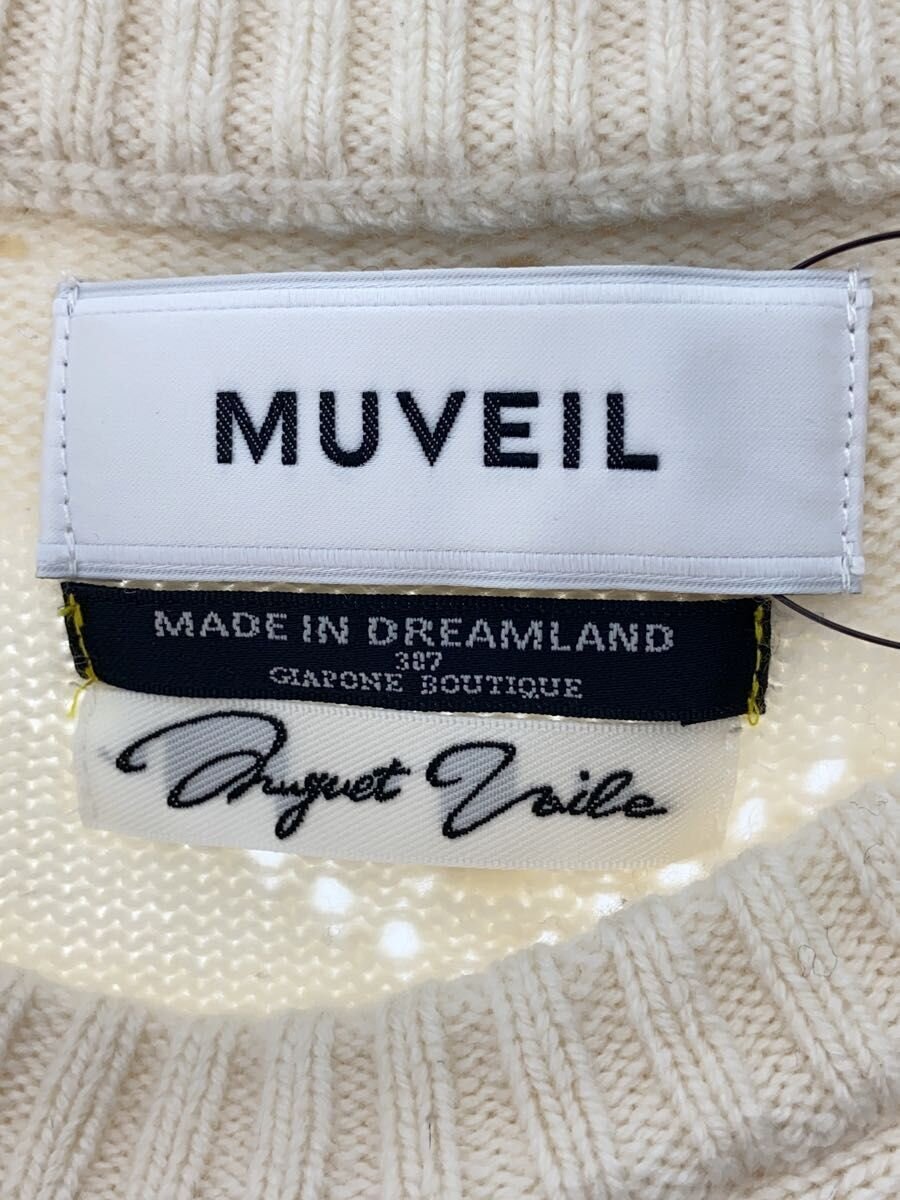 MUVEIL
MADE IN DREAMLAND
387
GIAPONE BOUTIQUE
Muguet Voile